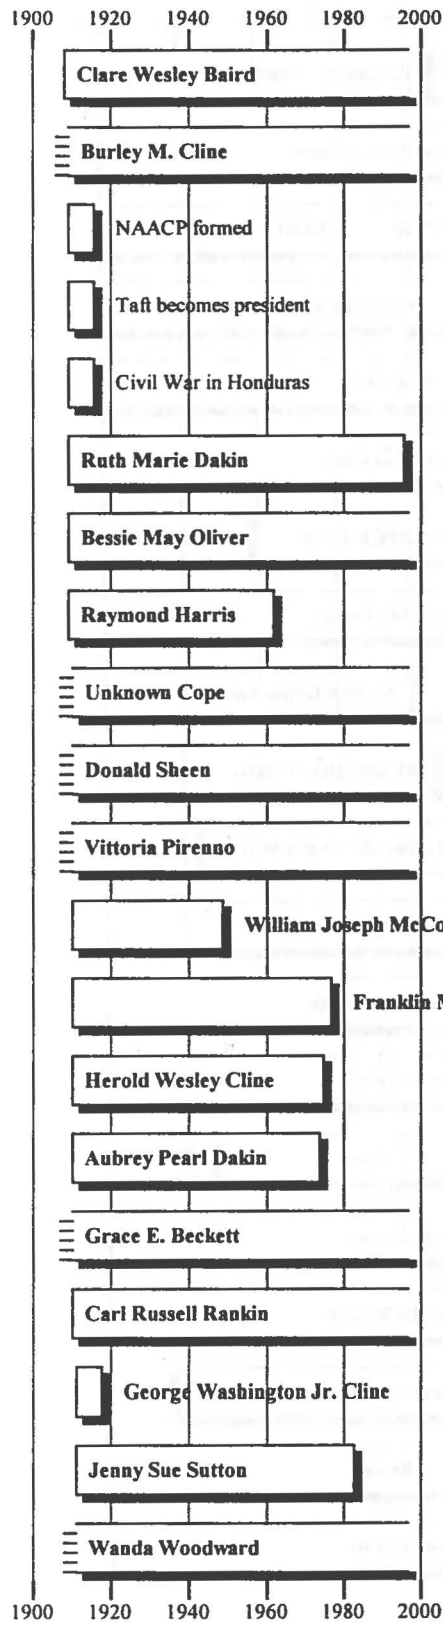 1900 1920 1940 1960 1980 2000
Clare Wesley Baird
Burley M. Cline
NAACP formed
Taft becomes president
Civil War in Honduras
Ruth Marie Dakin
Bessie May Oliver
Raymond Harris
Unknown Cope
Donald Sheen
Vittoria Pirenno
William Joseph McCo
Franklin M
Herold Wesley Cline
Aubrey Pearl Dakin
Grace E. Beckett
Carl Russell Rankin
George Washington Jr. Cline
Jenny Sue Sutton
Wanda Woodward
1900 1920 1940 1960 1980 2000